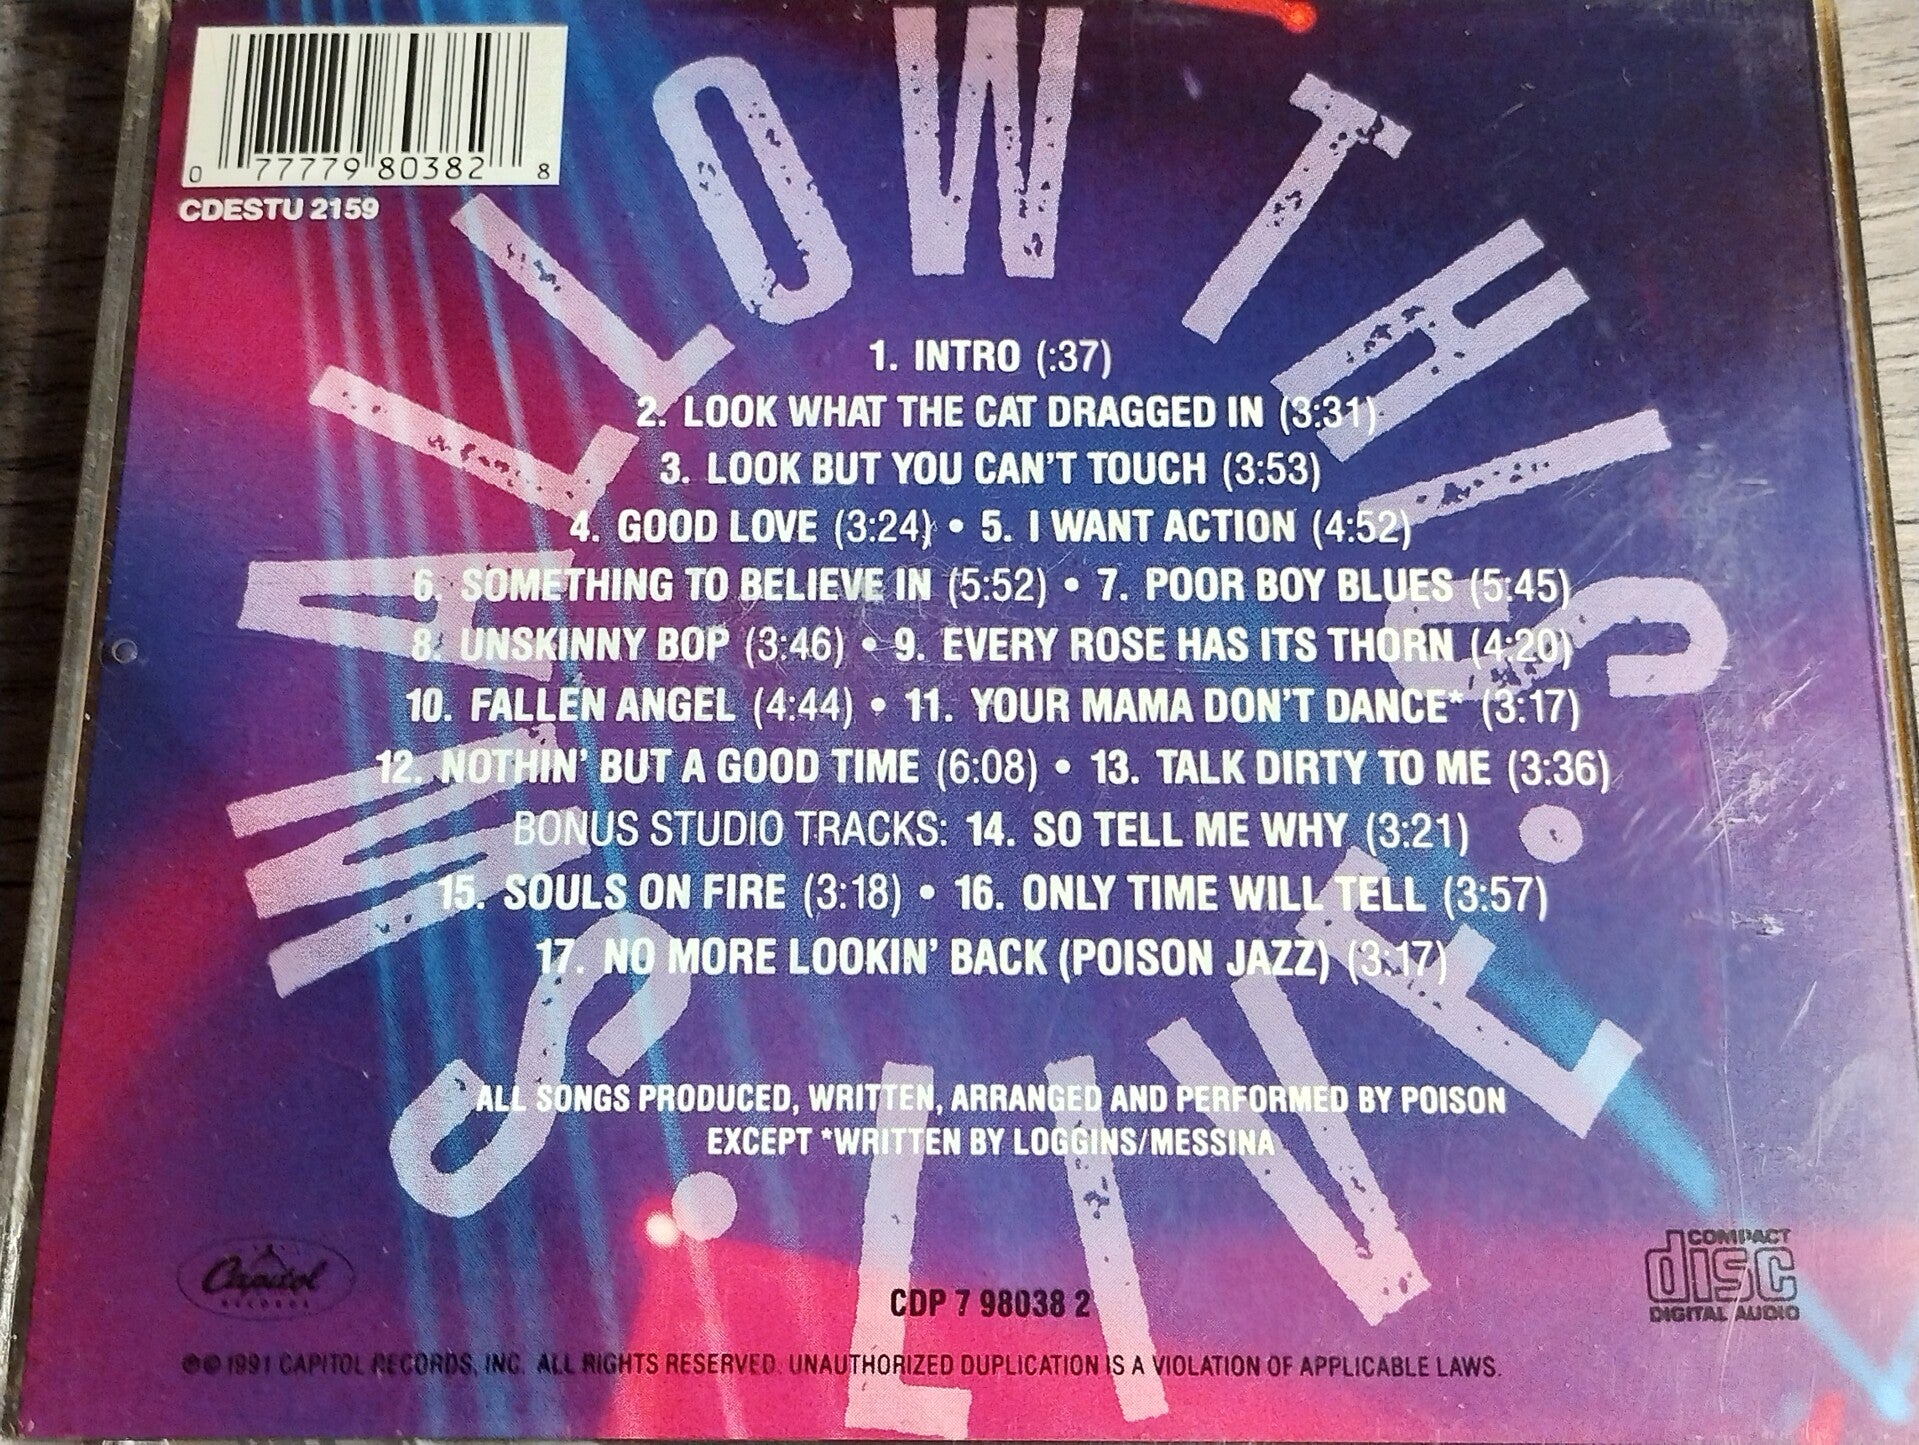 0 77779 80382 8
CDESTU 2159
SWALLOW THIS LIVE
1. INTRO (:37)
2. LOOK WHAT THE CAT DRAGGED IN (3:31)
3. LOOK BUT YOU CAN'T TOUCH (3:53)
4. GOOD LOVE (3:24) • 5. I WANT ACTION (4:52)
6. SOMETHING TO BELIEVE IN (5:52) • 7. POOR BOY BLUES (5:45)
8. UNSKINNY BOP (3:46) • 9. EVERY ROSE HAS ITS THORN (4:20)
10. FALLEN ANGEL (4:44) • 11. YOUR MAMA DON'T DANCE* (3:17)
12. NOTHIN' BUT A GOOD TIME (6:08) • 13. TALK DIRTY TO ME (3:36)
BONUS STUDIO TRACKS: 14. SO TELL ME WHY (3:21)
15. SOULS ON FIRE (3:18) • 16. ONLY TIME WILL TELL (3:57)
17. NO MORE LOOKIN' BACK (POISON JAZZ) (3:17)
ALL SONGS PRODUCED, WRITTEN, ARRANGED AND PERFORMED BY POISON
EXCEPT *WRITTEN BY LOGGINS/MESSINA
Capitol
RECORDS
CDP 7 98038 2
COMPACT
disc
DIGITAL AUDIO
℗© 1991 CAPITOL RECORDS, INC. ALL RIGHTS RESERVED. UNAUTHORIZED DUPLICATION IS A VIOLATION OF APPLICABLE LAWS.